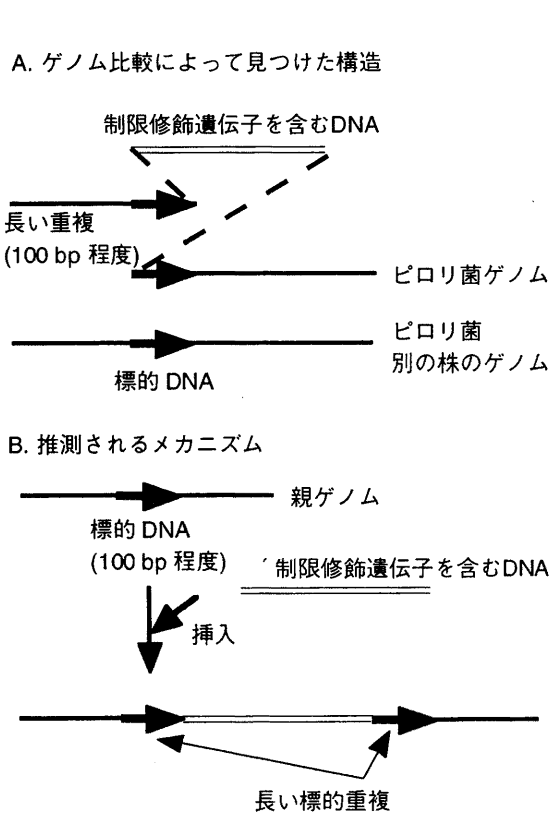 A. ゲノム比較によって見つけた構造
制限修飾遺伝子を含むDNA
長い重複
(100 bp 程度)
ピロリ菌ゲノム
ピロリ菌
別の株のゲノム
標的 DNA
B. 推測されるメカニズム
親ゲノム
標的 DNA
(100 bp 程度)
制限修飾遺伝子を含むDNA
挿入
長い標的重複